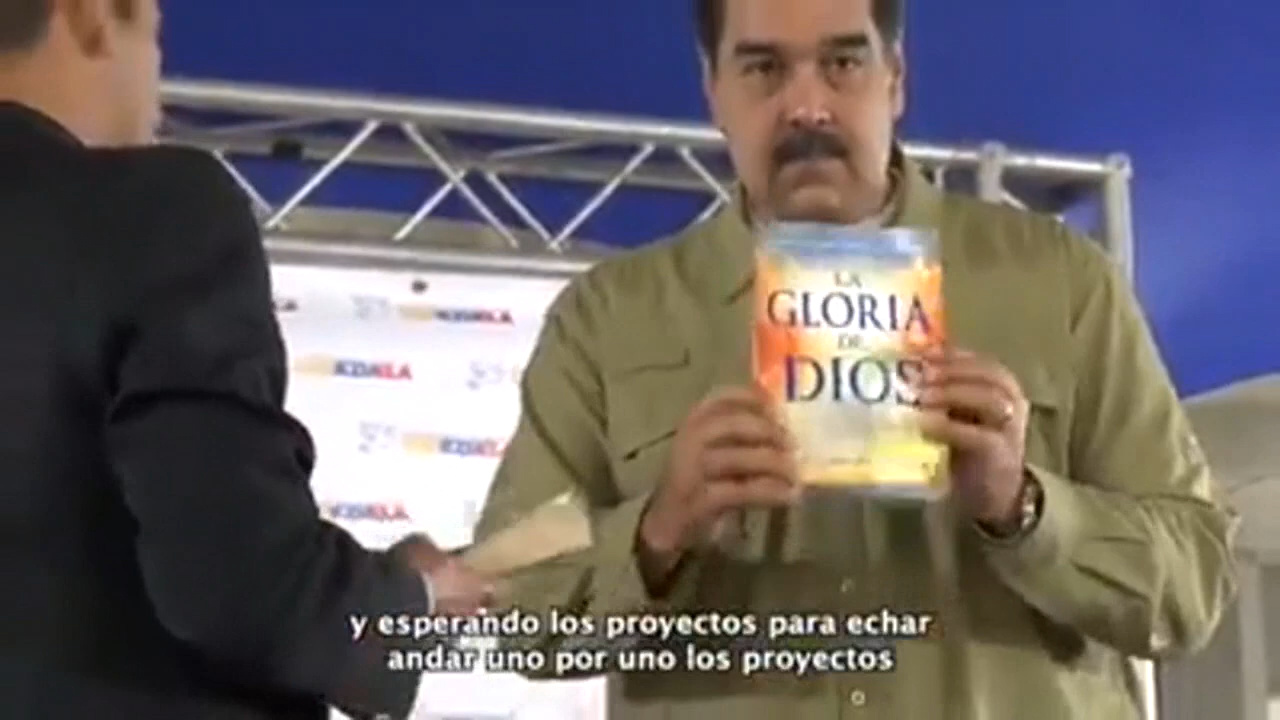 LA
GLORIA
DE
DIOS
y esperando los proyectos para echar
andar uno por uno los proyectos